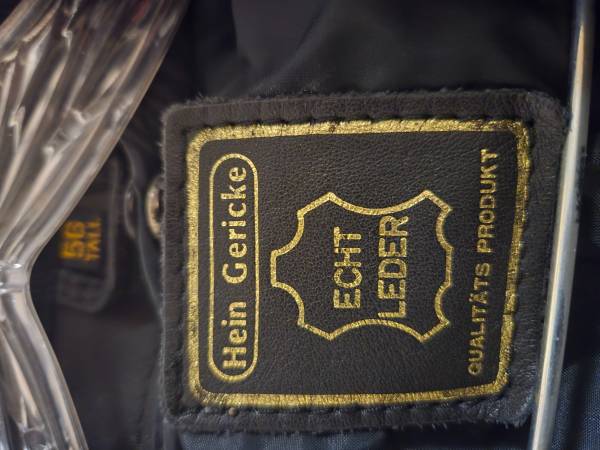 Hein Gericke
ECHT
LEDER
QUALITÄTS PRODUKT
56
TALL